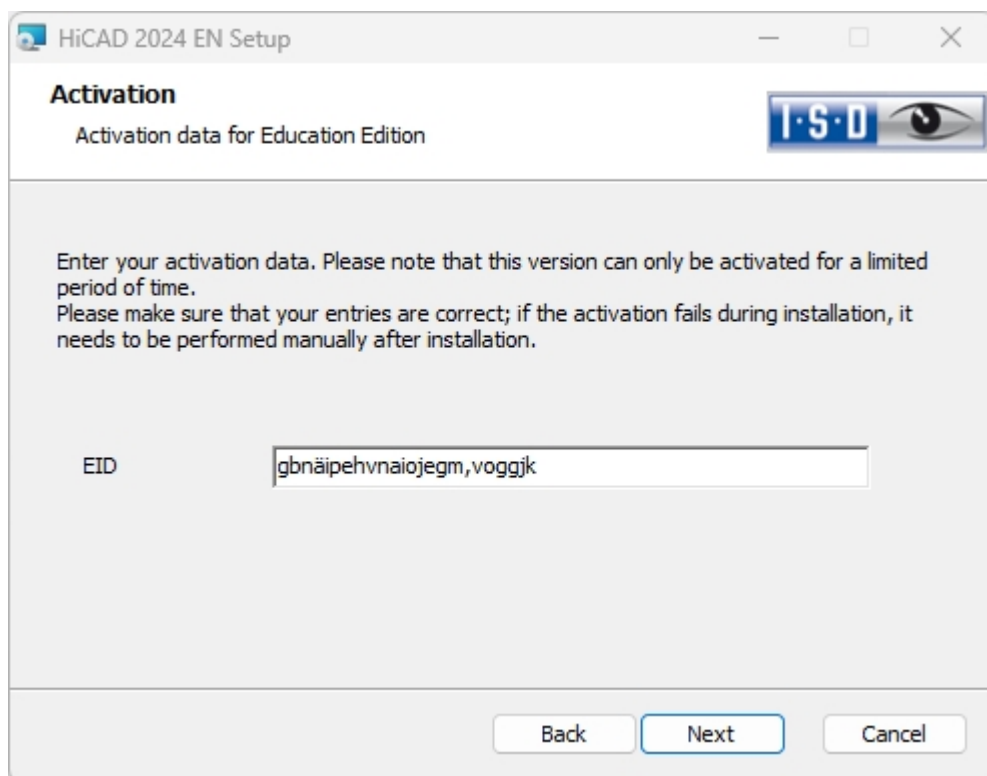 HiCAD 2024 EN Setup
Activation
Activation data for Education Edition
I·S·D
Enter your activation data. Please note that this version can only be activated for a limited
period of time.
Please make sure that your entries are correct; if the activation fails during installation, it
needs to be performed manually after installation.
EID gbnäipehvnaiojegm,voggjk
Back Next Cancel